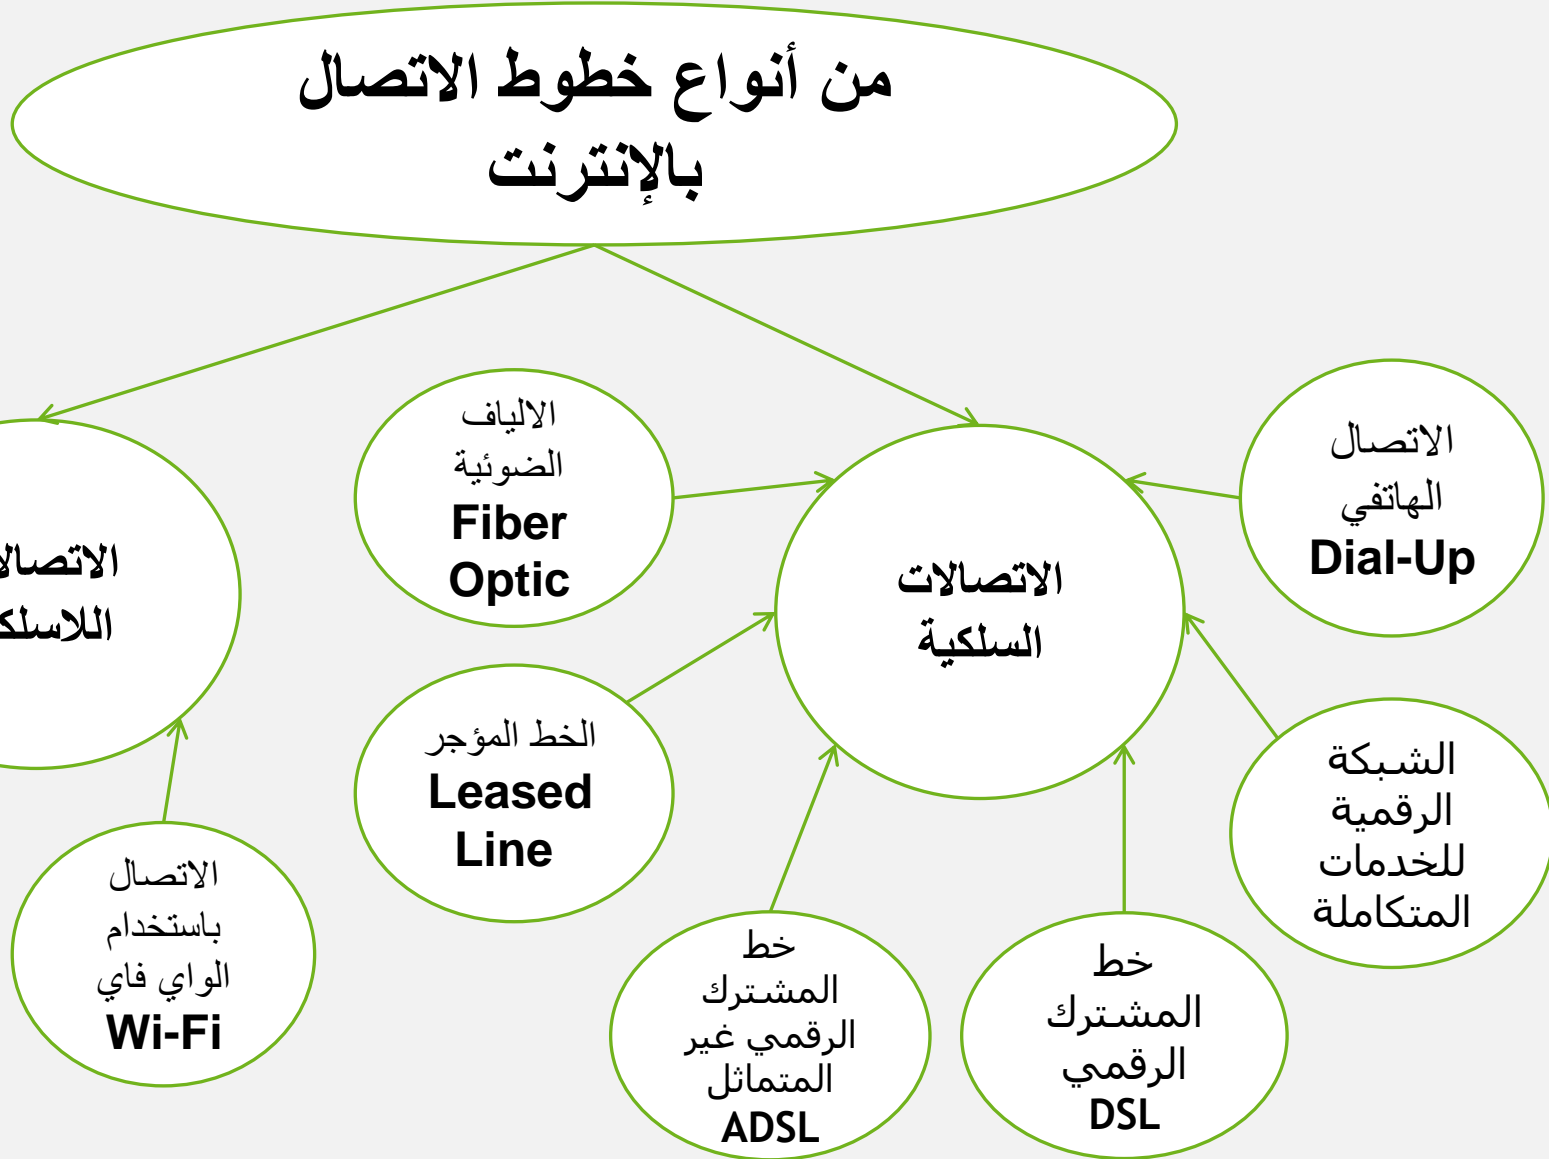 من أنواع خطوط الاتصال
بالإنترنت
الاتصال
الهاتفي
Dial-Up
الشبكة
الرقمية
للخدمات
المتكاملة
الاتصالات
السلكية
خط
المشترك
الرقمي
DSL
خط
المشترك
الرقمي غير
المتماثل
ADSL
الالياف
الضوئية
Fiber
Optic
الخط المؤجر
Leased
Line
الاتصال
باستخدام
الواي فاي
Wi-Fi